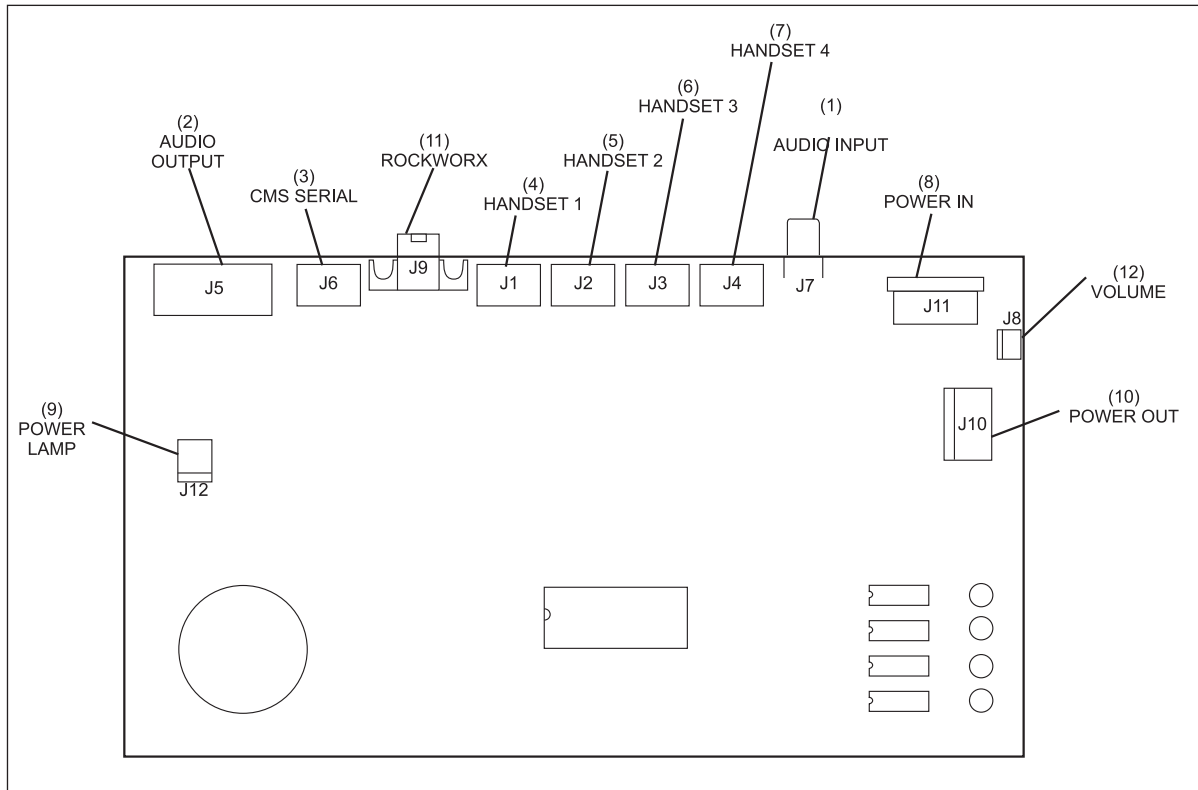 (7)
HANDSET 4
(6)
HANDSET 3
(1)
AUDIO INPUT
(2)
AUDIO
OUTPUT
(11)
ROCKWORX
(5)
HANDSET 2
(3)
CMS SERIAL
(4)
HANDSET 1
(8)
POWER IN
(12)
VOLUME
J5
J6
J9
J1
J2
J3
J4
J7
J11
J8
(9)
POWER
LAMP
J12
(10)
POWER OUT
J10